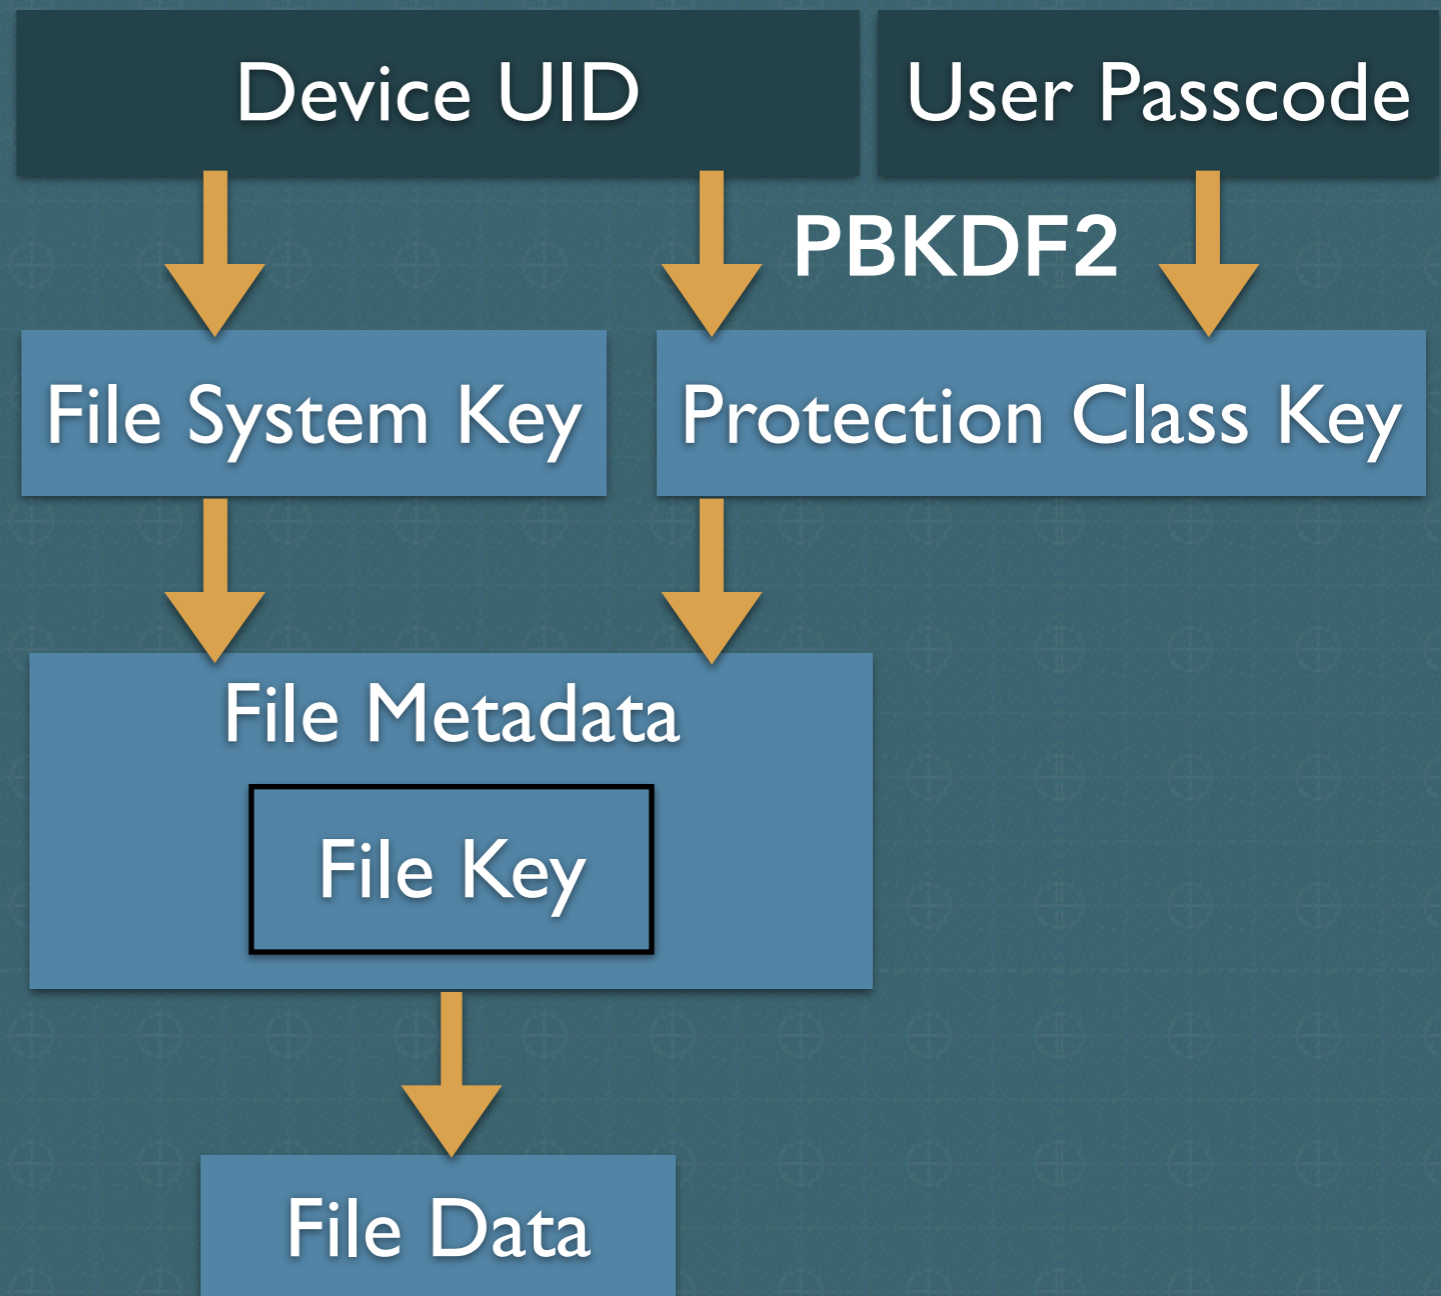 Device UID
User Passcode
PBKDF2
File System Key
Protection Class Key
File Metadata
File Key
File Data